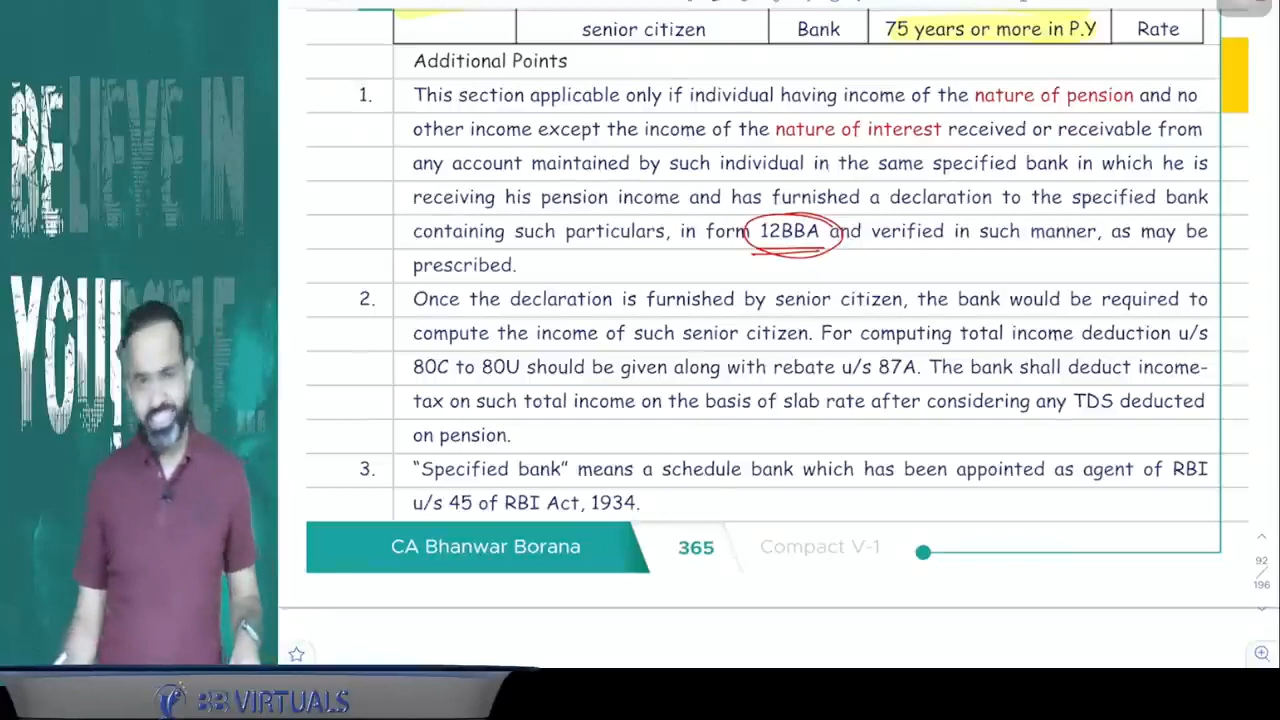 BELIEVE IN
YOURSELF
senior citizen Bank 75 years or more in P.Y Rate
Additional Points
1. This section applicable only if individual having income of the nature of pension and no
other income except the income of the nature of interest received or receivable from
any account maintained by such individual in the same specified bank in which he is
receiving his pension income and has furnished a declaration to the specified bank
containing such particulars, in form 12BBA and verified in such manner, as may be
prescribed.
2. Once the declaration is furnished by senior citizen, the bank would be required to
compute the income of such senior citizen. For computing total income deduction u/s
80C to 80U should be given along with rebate u/s 87A. The bank shall deduct income-
tax on such total income on the basis of slab rate after considering any TDS deducted
on pension.
3. “Specified bank” means a schedule bank which has been appointed as agent of RBI
u/s 45 of RBI Act, 1934.
CA Bhanwar Borana 365 Compact V-1
92
/
196
BB VIRTUALS